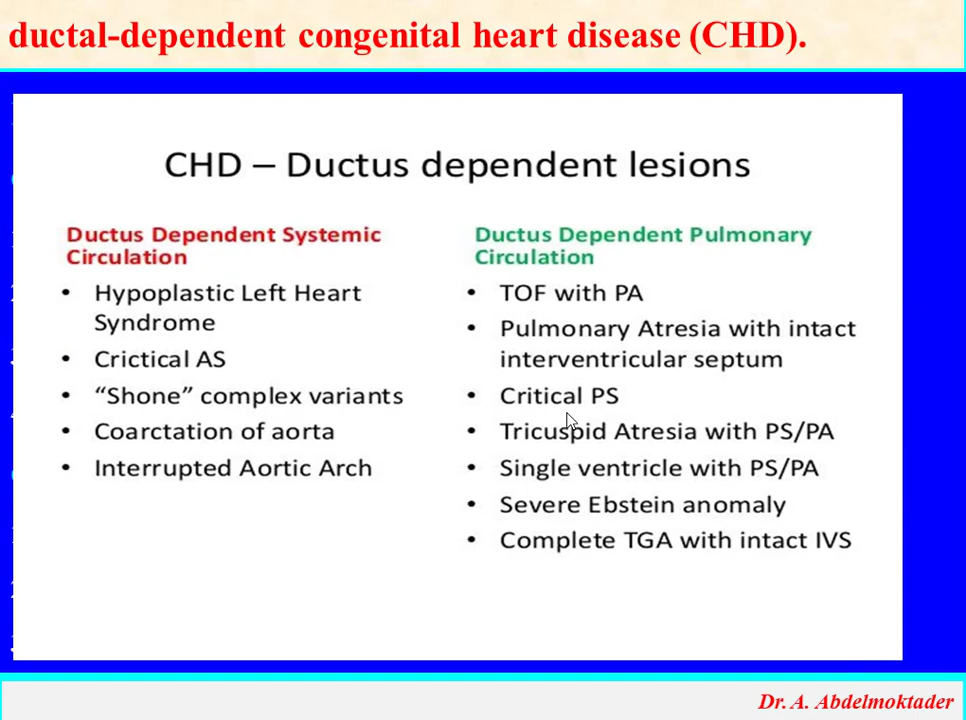 ductal-dependent congenital heart disease (CHD).
CHD – Ductus dependent lesions
Ductus Dependent Systemic
Circulation
• Hypoplastic Left Heart
Syndrome
• Crictical AS
• “Shone” complex variants
• Coarctation of aorta
• Interrupted Aortic Arch
Ductus Dependent Pulmonary
Circulation
• TOF with PA
• Pulmonary Atresia with intact
interventricular septum
• Critical PS
• Tricuspid Atresia with PS/PA
• Single ventricle with PS/PA
• Severe Ebstein anomaly
• Complete TGA with intact IVS
Dr. A. Abdelmoktader